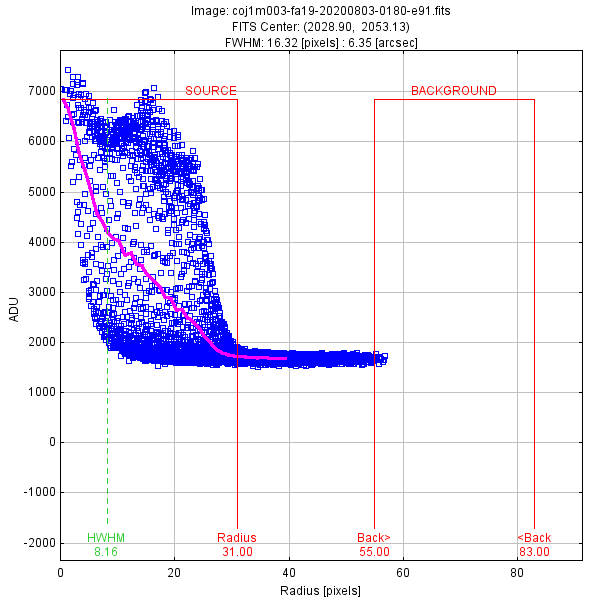 Image: coj1m003-fa19-20200803-0180-e91.fits
FITS Center: (2028.90, 2053.13)
FWHM: 16.32 [pixels] : 6.35 [arcsec]
SOURCE
BACKGROUND
7000
6000
5000
4000
3000
2000
1000
0
-1000
-2000
ADU
HWHM
8.16
Radius
31.00
Back>
55.00
<Back
83.00
0
20
40
60
80
Radius [pixels]